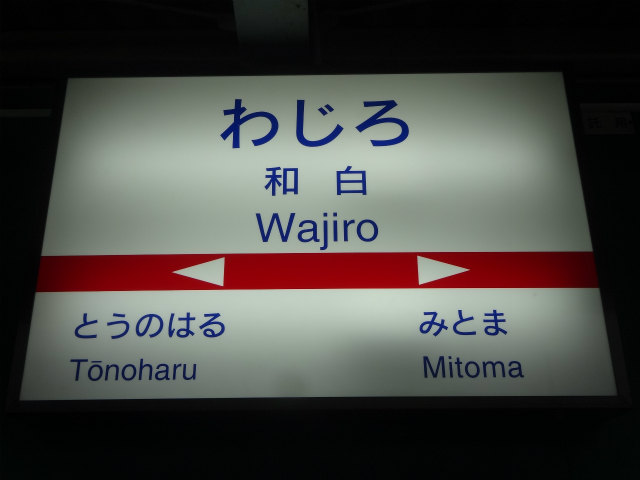 わじろ
和 白
Wajiro
とうのはる みとま
Tōnoharu Mitoma